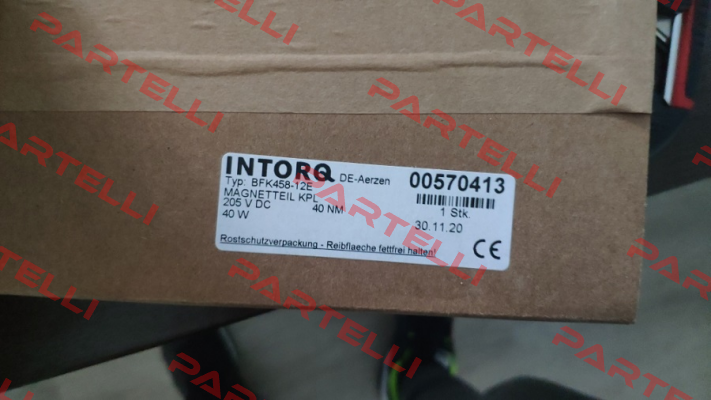 INTORQ DE-Aerzen 00570413
Typ: BFK458-12E
MAGNETTEIL KPL
205 V DC 40 NM 1 Stk.
40 W 30.11.20
Rostschutzverpackung - Reibflaeche fettfrei halten!
CE
PARTELLI
PARTELLI
PARTELLI
PARTELLI
PARTELLI
PARTELLI
PARTELLI
PARTELLI
PARTELLI